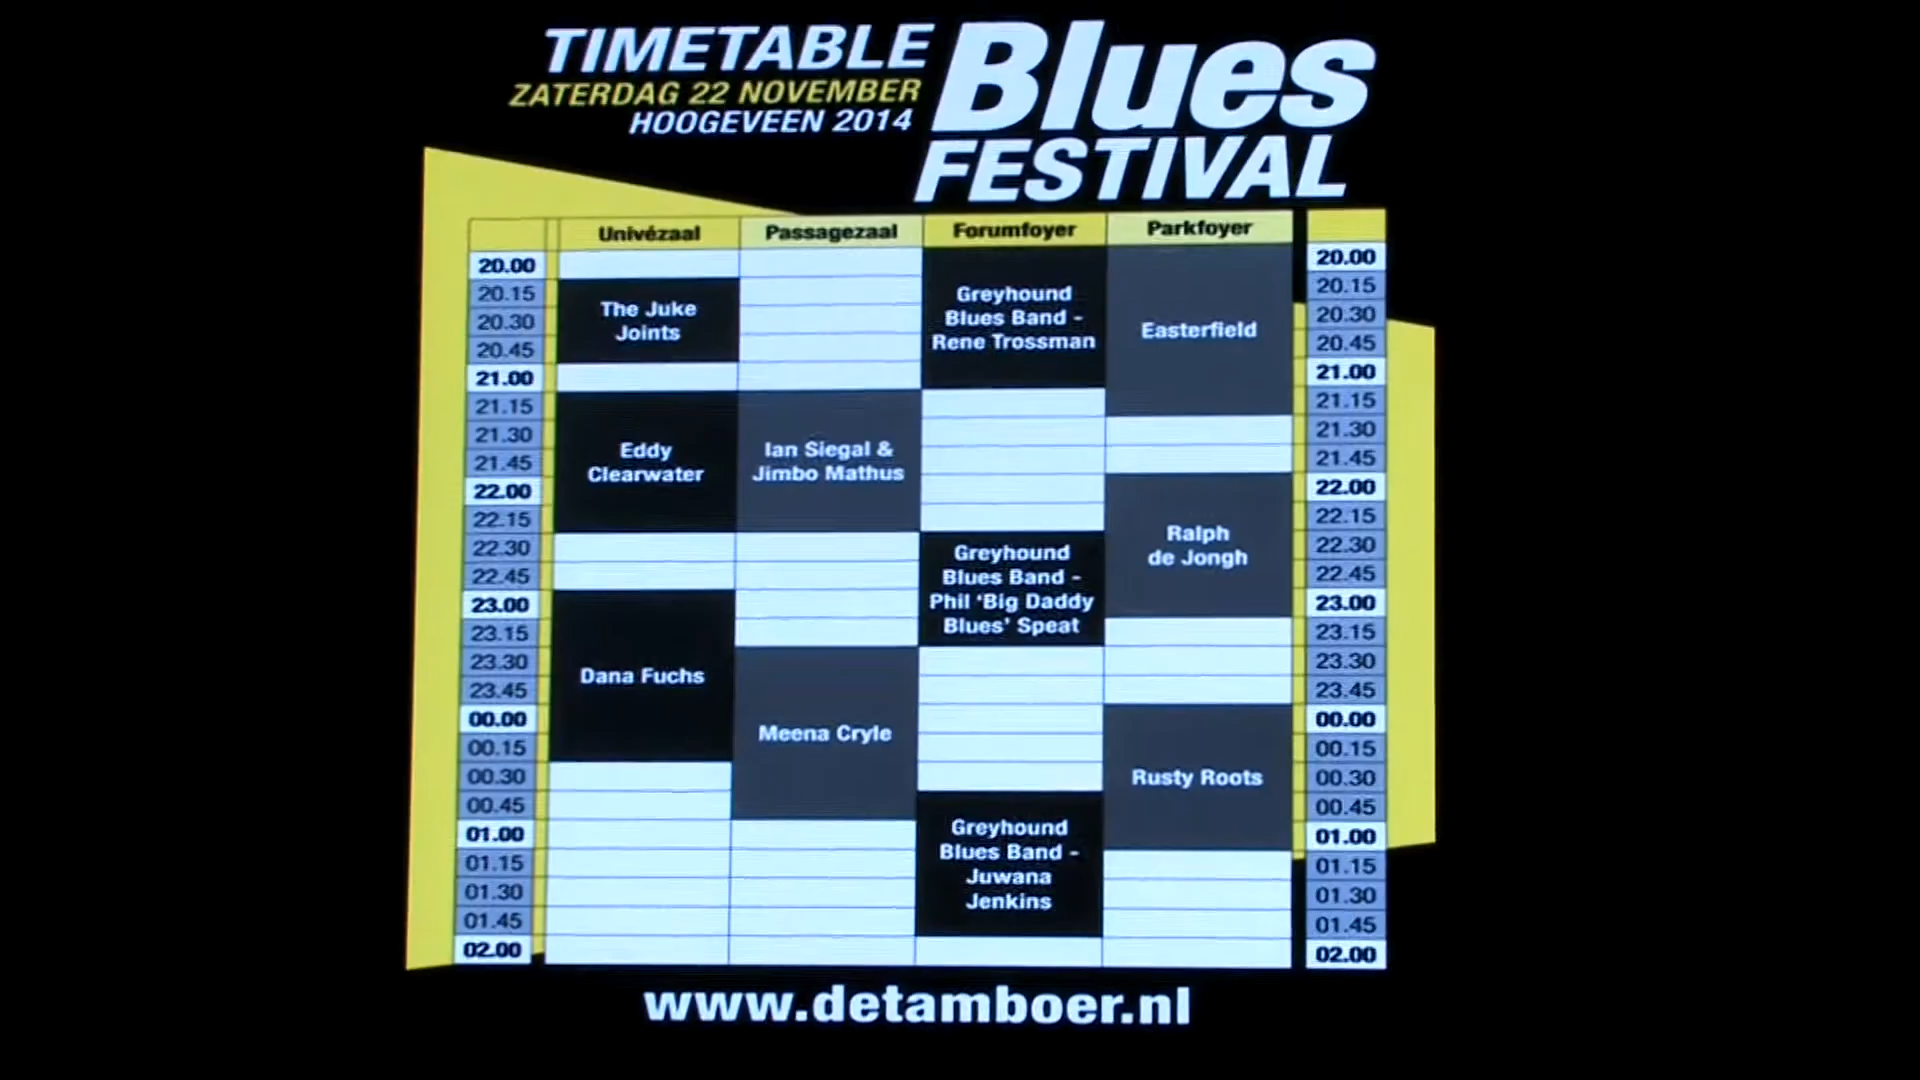 TIMETABLE
ZATERDAG 22 NOVEMBER
HOOGEVEEN 2014
Blues
FESTIVAL
Univézaal Passagezaal Forumfoyer Parkfoyer
20.00 20.00
20.15 20.15
20.30 20.30
20.45 20.45
21.00 21.00
21.15 21.15
21.30 21.30
21.45 21.45
22.00 22.00
22.15 22.15
22.30 22.30
22.45 22.45
23.00 23.00
23.15 23.15
23.30 23.30
23.45 23.45
00.00 00.00
00.15 00.15
00.30 00.30
00.45 00.45
01.00 01.00
01.15 01.15
01.30 01.30
01.45 01.45
02.00 02.00
The Juke
Joints
Eddy
Clearwater
Dana Fuchs
Ian Siegal &
Jimbo Mathus
Meena Cryle
Greyhound
Blues Band -
Rene Trossman
Greyhound
Blues Band -
Phil ‘Big Daddy
Blues’ Speat
Greyhound
Blues Band -
Juwana
Jenkins
Easterfield
Ralph
de Jongh
Rusty Roots
www.detamboer.nl